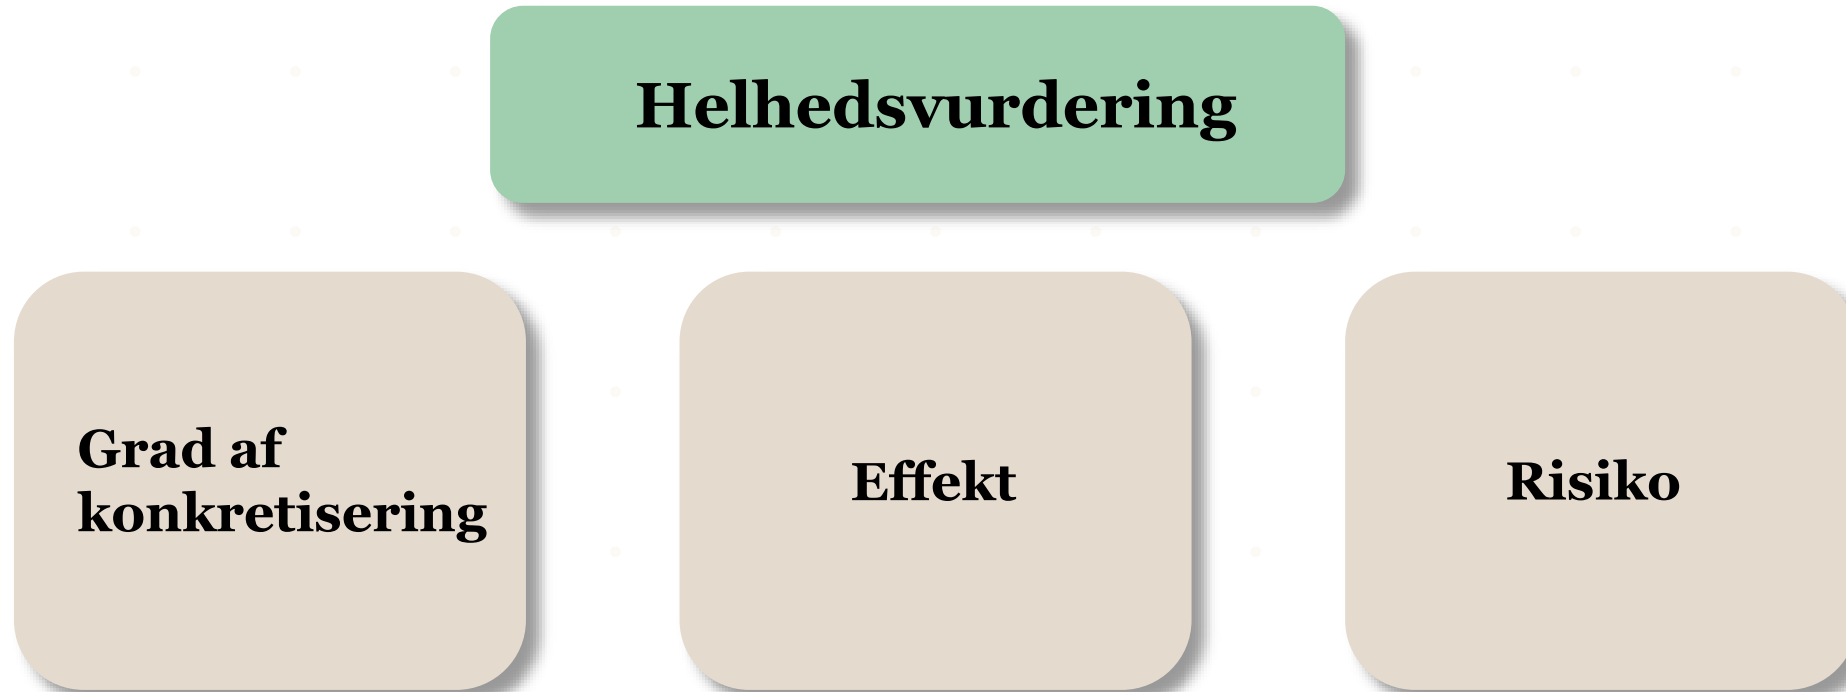 Helhedsvurdering
Grad af
konkretisering
Effekt
Risiko